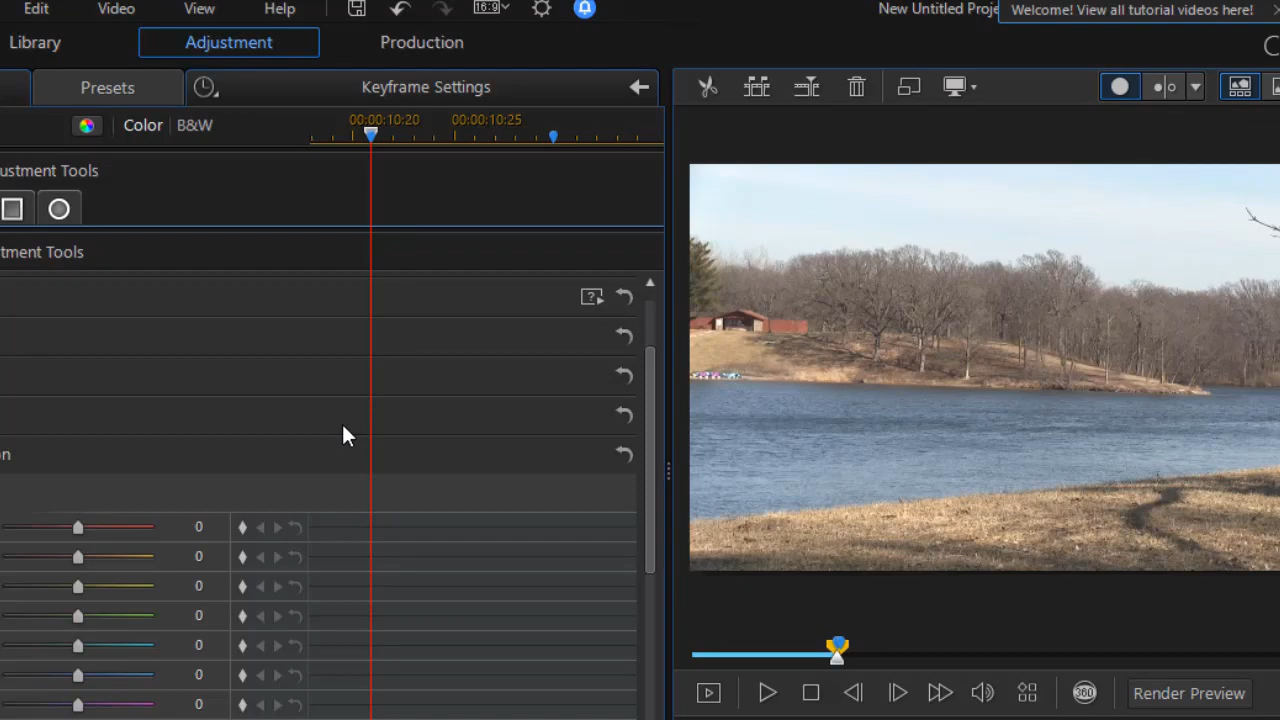 Edit Video View Help 16:9 New Untitled Proje Welcome! View all tutorial videos here!
Library Adjustment Production
Presets Keyframe Settings
Color B&W 00:00:10:20 00:00:10:25
ustment Tools
tment Tools
?
on
0
0
0
0
0
0
0
360 Render Preview